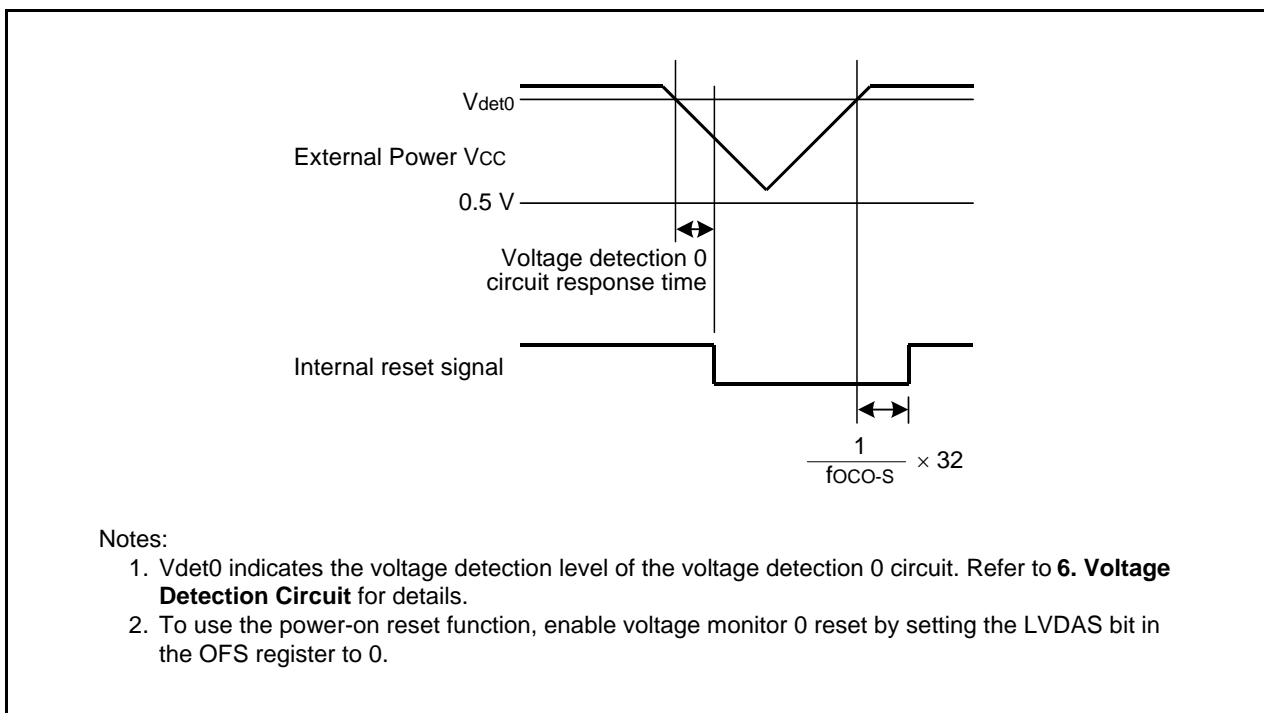 Vdet0
External Power VCC
0.5 V
Voltage detection 0
circuit response time
Internal reset signal
1
fOCO-S
× 32
Notes:
1. Vdet0 indicates the voltage detection level of the voltage detection 0 circuit. Refer to 6. Voltage
Detection Circuit for details.
2. To use the power-on reset function, enable voltage monitor 0 reset by setting the LVDAS bit in
the OFS register to 0.